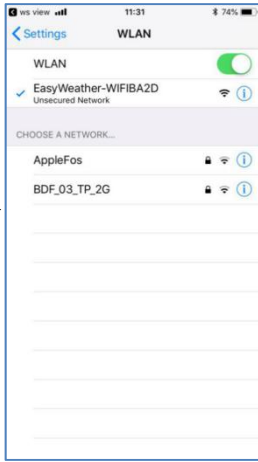 ws view 11:31 74%
Settings WLAN
WLAN
EasyWeather-WIFIBA2D
Unsecured Network
CHOOSE A NETWORK...
AppleFos
BDF_03_TP_2G